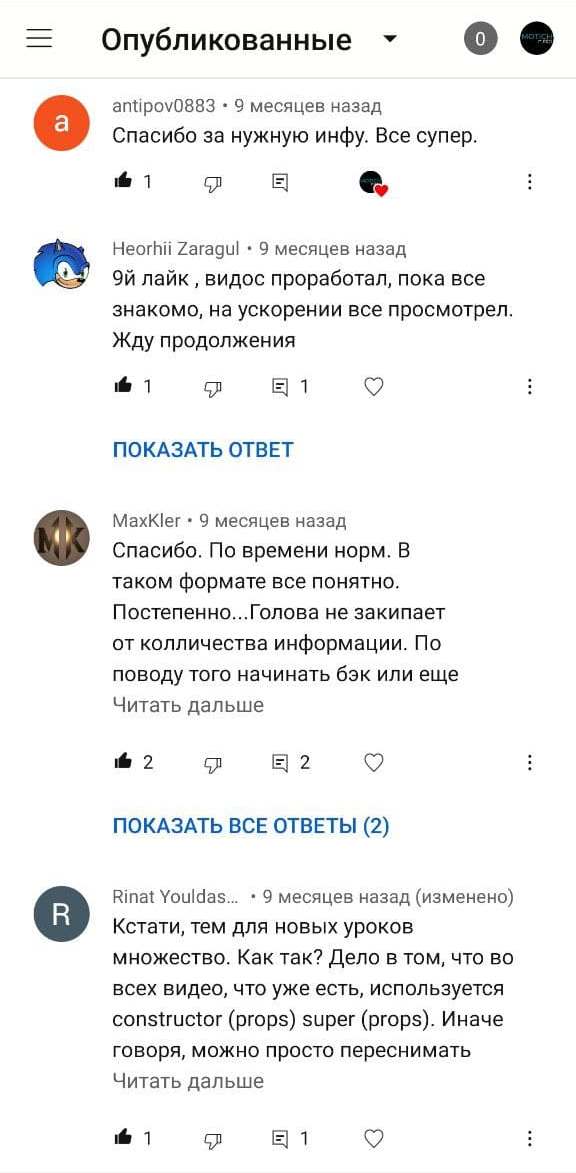 Опубликованные
0
a
antipov0883 • 9 месяцев назад
Спасибо за нужную инфу. Все супер.
1
Heorhii Zaragul • 9 месяцев назад
9й лайк , видос проработал, пока все
знакомо, на ускорении все просмотрел.
Жду продолжения
1 1
ПОКАЗАТЬ ОТВЕТ
MK
MaxKler • 9 месяцев назад
Спасибо. По времени норм. В
таком формате все понятно.
Постепенно...Голова не закипает
от колличества информации. По
поводу того начинать бэк или еще
Читать дальше
2 2
ПОКАЗАТЬ ВСЕ ОТВЕТЫ (2)
R
Rinat Youldas... • 9 месяцев назад (изменено)
Кстати, тем для новых уроков
множество. Как так? Дело в том, что во
всех видео, что уже есть, используется
constructor (props) super (props). Иначе
говоря, можно просто переснимать
Читать дальше
1 1